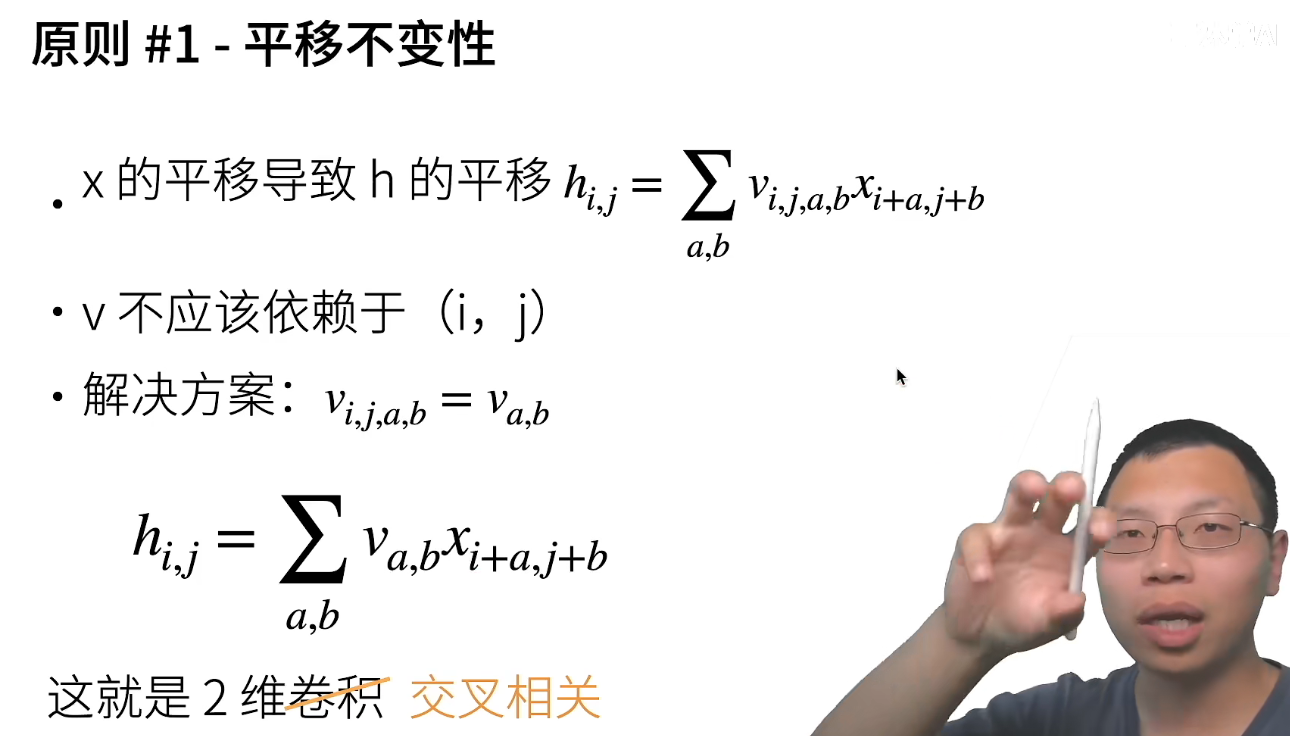 原则 #1 - 平移不变性
• x 的平移导致 h 的平移 h_{i,j} = ∑_{a,b} v_{i,j,a,b}x_{i+a,j+b}
• v 不应该依赖于（i，j）
• 解决方案：v_{i,j,a,b} = v_{a,b}
h_{i,j} = ∑_{a,b} v_{a,b}x_{i+a,j+b}
这就是 2 维卷积 交叉相关